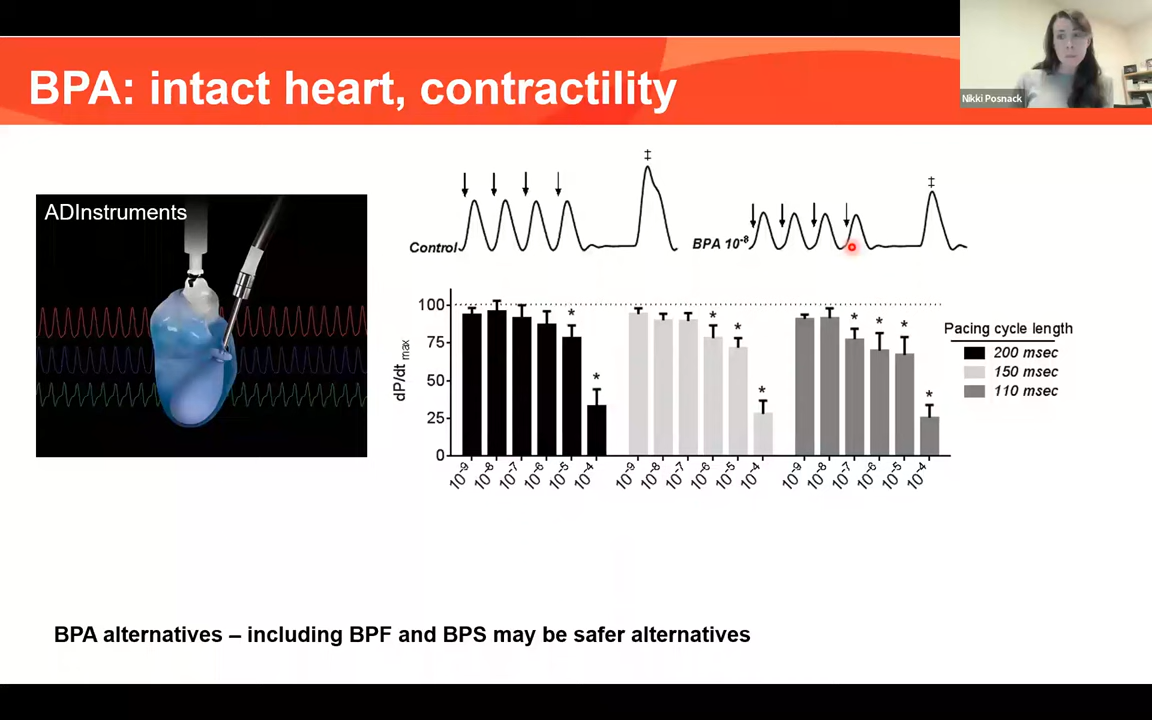 BPA: intact heart, contractility
Nikki Posnack
ADInstruments
‡
‡
Control
BPA 10⁻⁸
dP/dt max
100
75
50
25
0
* * * * * * * * * *
* 
Pacing cycle length
200 msec
150 msec
110 msec
10⁻⁹ 10⁻⁸ 10⁻⁷ 10⁻⁶ 10⁻⁵ 10⁻⁴ 10⁻⁹ 10⁻⁸ 10⁻⁷ 10⁻⁶ 10⁻⁵ 10⁻⁴ 10⁻⁹ 10⁻⁸ 10⁻⁷ 10⁻⁶ 10⁻⁵ 10⁻⁴
BPA alternatives – including BPF and BPS may be safer alternatives